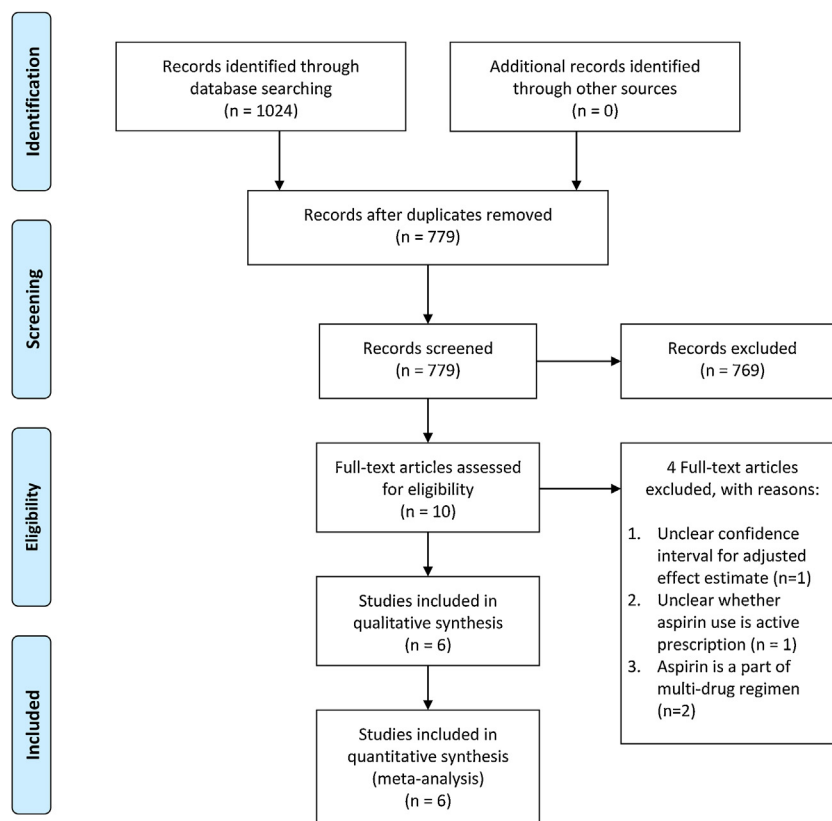 Identification
Records identified through
database searching
(n = 1024)
Additional records identified
through other sources
(n = 0)
Records after duplicates removed
(n = 779)
Screening
Records screened
(n = 779)
Records excluded
(n = 769)
Eligibility
Full-text articles assessed
for eligibility
(n = 10)
4 Full-text articles
excluded, with reasons:
1. Unclear confidence
interval for adjusted
effect estimate (n=1)
2. Unclear whether
aspirin use is active
prescription (n = 1)
3. Aspirin is a part of
multi-drug regimen
(n=2)
Studies included in
qualitative synthesis
(n = 6)
Included
Studies included in
quantitative synthesis
(meta-analysis)
(n = 6)